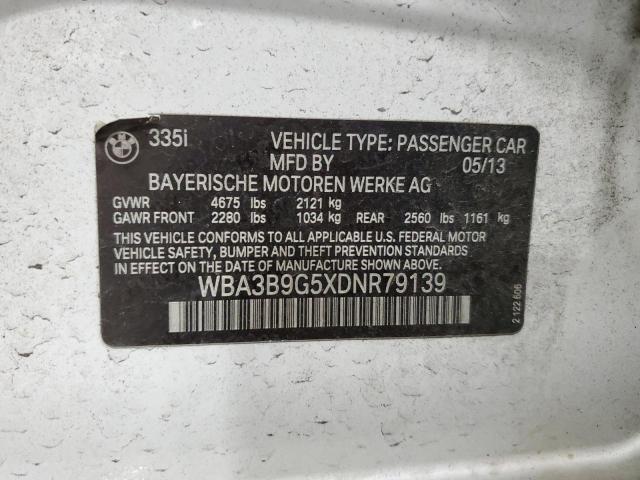 BMW
335i VEHICLE TYPE: PASSENGER CAR
MFD BY 05/13
BAYERISCHE MOTOREN WERKE AG
GVWR 4675 lbs 2121 kg
GAWR FRONT 2280 lbs 1034 kg REAR 2560 lbs 1161 kg
THIS VEHICLE CONFORMS TO ALL APPLICABLE U.S. FEDERAL MOTOR
VEHICLE SAFETY, BUMPER AND THEFT PREVENTION STANDARDS
IN EFFECT ON THE DATE OF MANUFACTURE SHOWN ABOVE.
WBA3B9G5XDNR79139
2 122 606